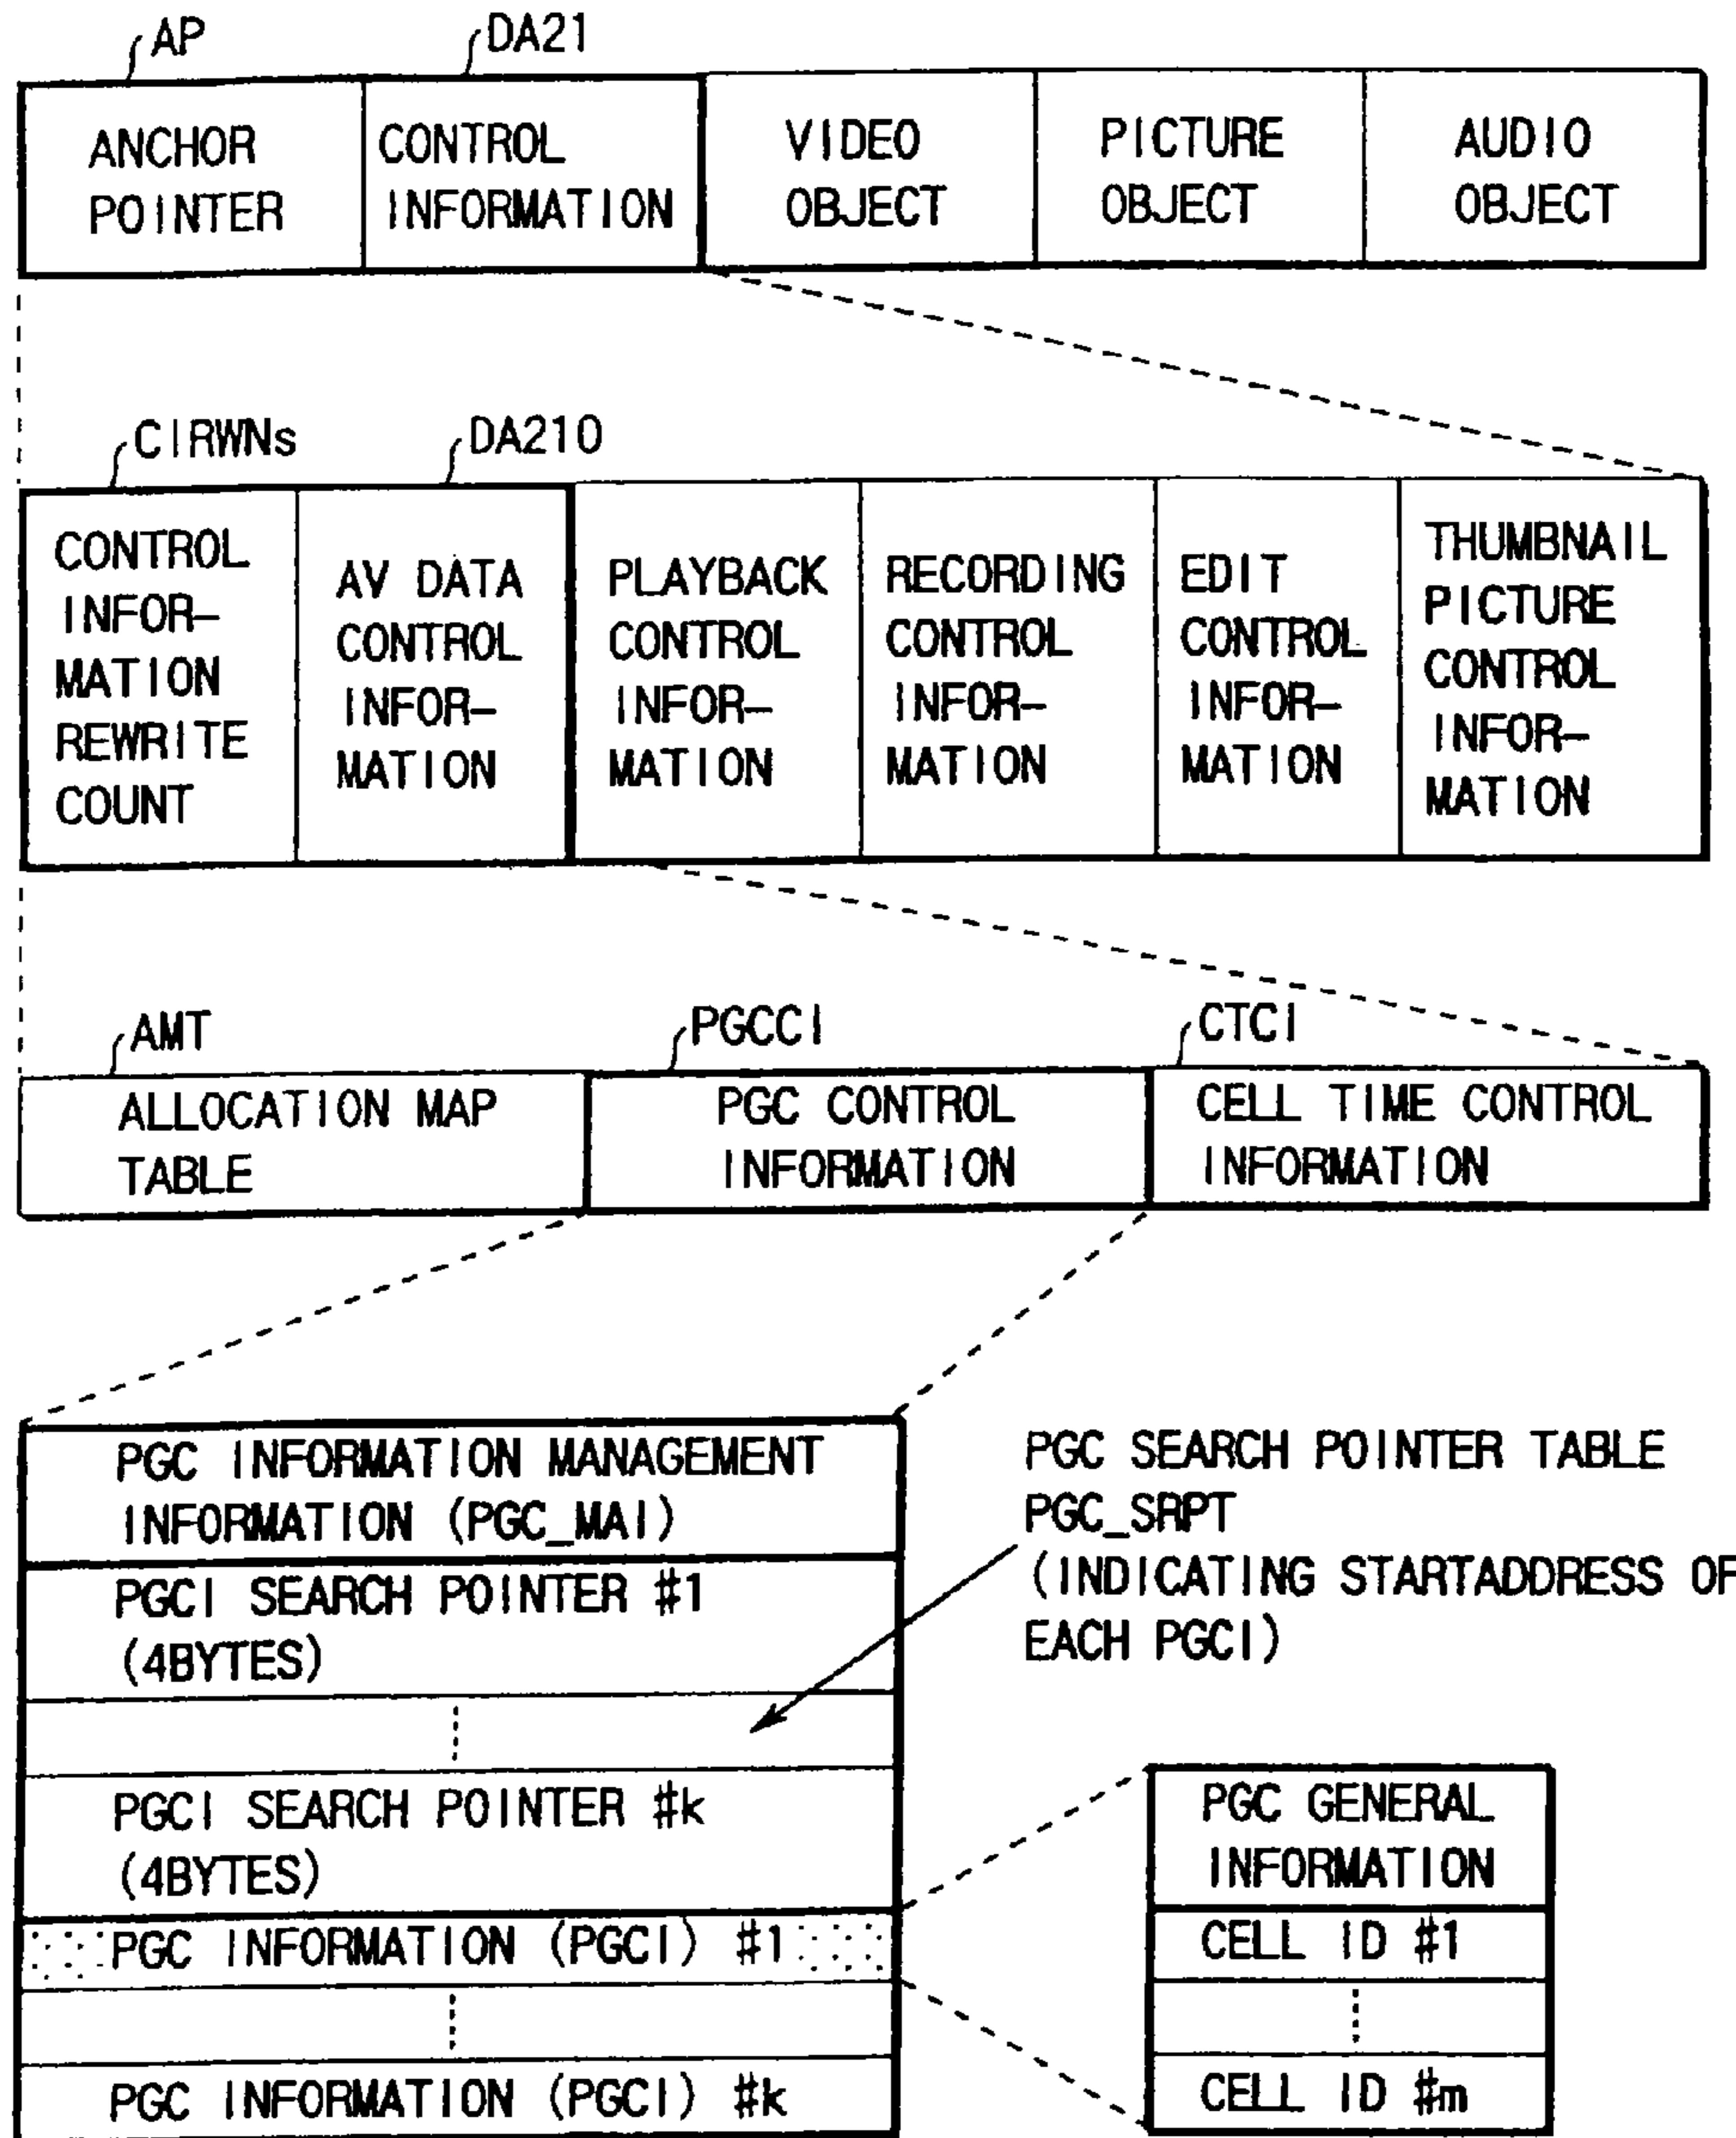 AP
DA21
ANCHOR
POINTER
CONTROL
INFORMATION
VIDEO
OBJECT
PICTURE
OBJECT
AUDIO
OBJECT
CIRWNs
DA210
CONTROL
INFOR-
MATION
REWRITE
COUNT
AV DATA
CONTROL
INFOR-
MATION
PLAYBACK
CONTROL
INFOR-
MATION
RECORDING
CONTROL
INFOR-
MATION
EDIT
CONTROL
INFOR-
MATION
THUMBNAIL
PICTURE
CONTROL
INFOR-
MATION
AMT
PGCCI
CTCI
ALLOCATION MAP
TABLE
PGC CONTROL
INFORMATION
CELL TIME CONTROL
INFORMATION
PGC INFORMATION MANAGEMENT
INFORMATION (PGC_MAI)
PGCI SEARCH POINTER #1
(4BYTES)
PGCI SEARCH POINTER #k
(4BYTES)
PGC INFORMATION (PGCI) #1
PGC INFORMATION (PGCI) #k
PGC SEARCH POINTER TABLE
PGC_SRPT
(INDICATING STARTADDRESS OF
EACH PGCI)
PGC GENERAL
INFORMATION
CELL ID #1
CELL ID #m